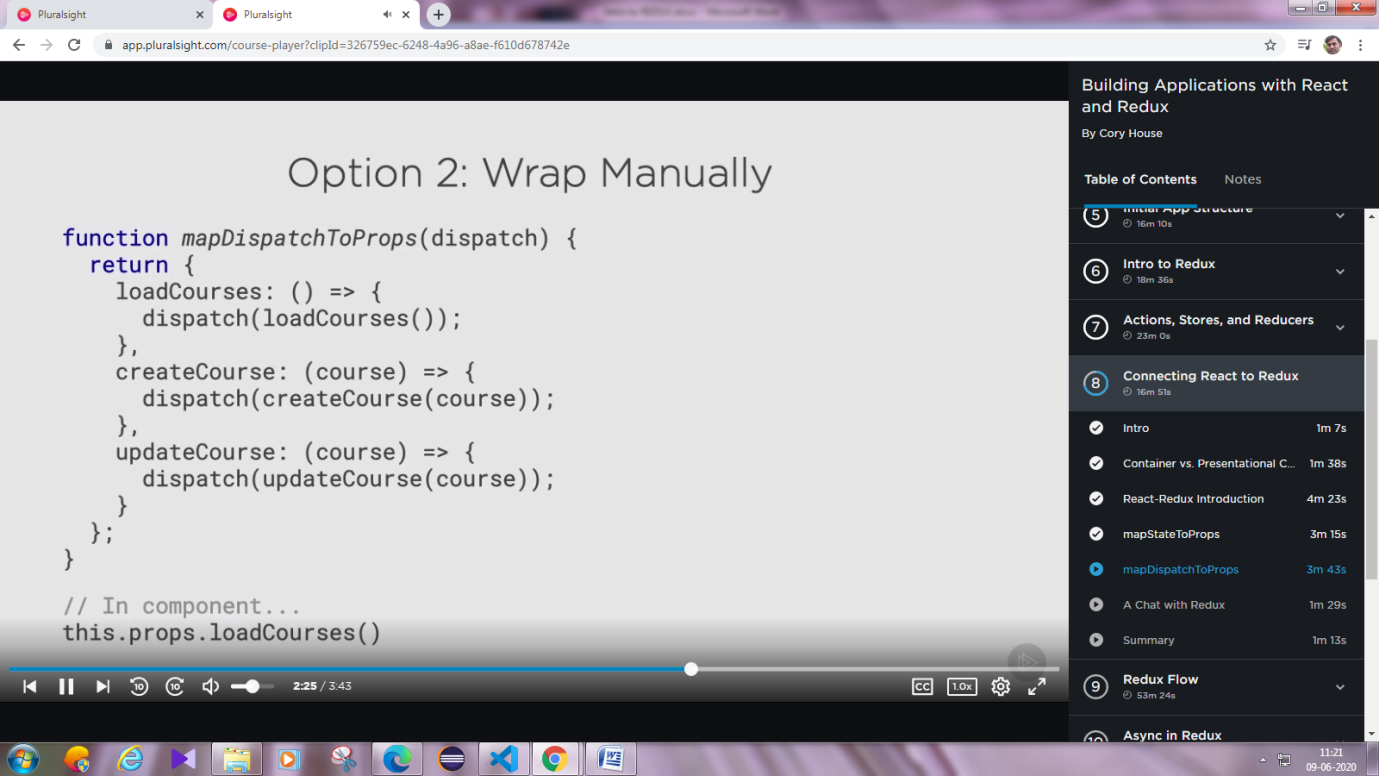 Pluralsight
Pluralsight
app.pluralsight.com/course-player?clipId=326759ec-6248-4a96-a8ae-f610d678742e
Option 2: Wrap Manually
function mapDispatchToProps(dispatch) {
return {
loadCourses: () => {
dispatch(loadCourses());
},
createCourse: (course) => {
dispatch(createCourse(course));
},
updateCourse: (course) => {
dispatch(updateCourse(course));
}
};
}
// In component...
this.props.loadCourses()
10
10
2:25 / 3:43
CC
1.0x
Building Applications with React
and Redux
By Cory House
Table of Contents
Notes
5
Initial App Structure
16m 10s
6
Intro to Redux
18m 36s
7
Actions, Stores, and Reducers
23m 0s
8
Connecting React to Redux
16m 51s
Intro 1m 7s
Container vs. Presentational C... 1m 38s
React-Redux Introduction 4m 23s
mapStateToProps 3m 15s
mapDispatchToProps 3m 43s
A Chat with Redux 1m 29s
Summary 1m 13s
9
Redux Flow
53m 24s
10
Async in Redux
11:21
09-06-2020